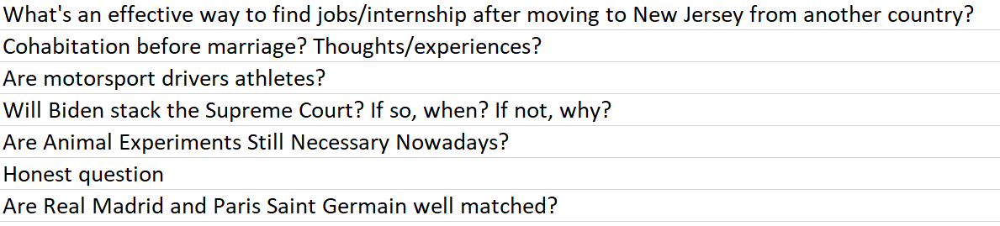 What's an effective way to find jobs/internship after moving to New Jersey from another country?
Cohabitation before marriage? Thoughts/experiences?
Are motorsport drivers athletes?
Will Biden stack the Supreme Court? If so, when? If not, why?
Are Animal Experiments Still Necessary Nowadays?
Honest question
Are Real Madrid and Paris Saint Germain well matched?